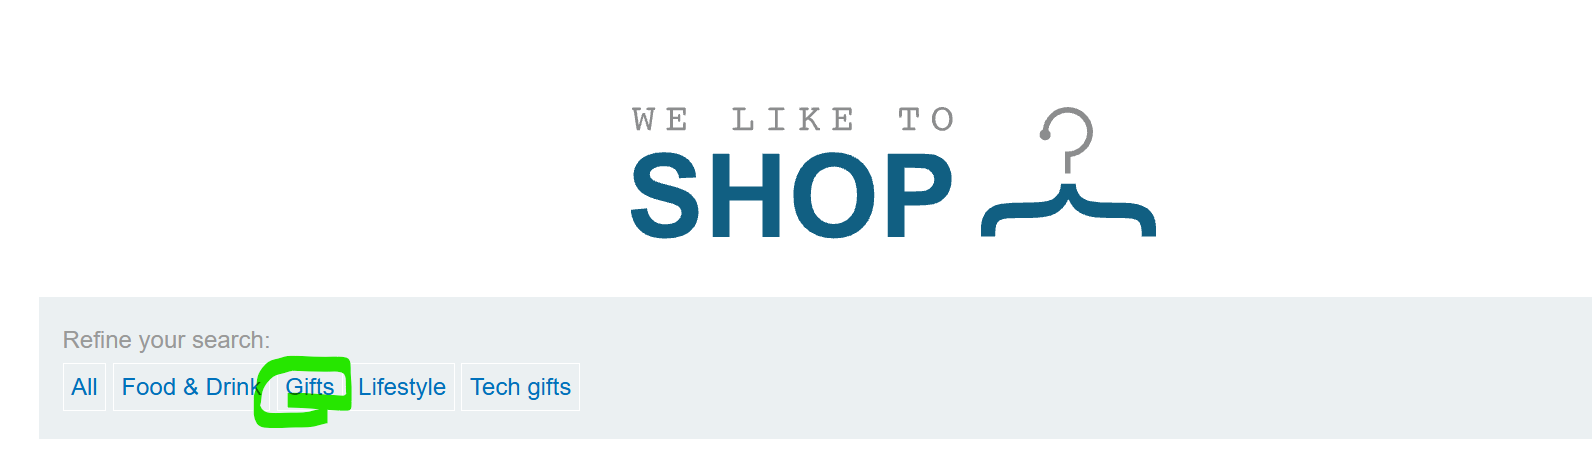 WE LIKE TO
SHOP
Refine your search:
All Food & Drink Gifts Lifestyle Tech gifts